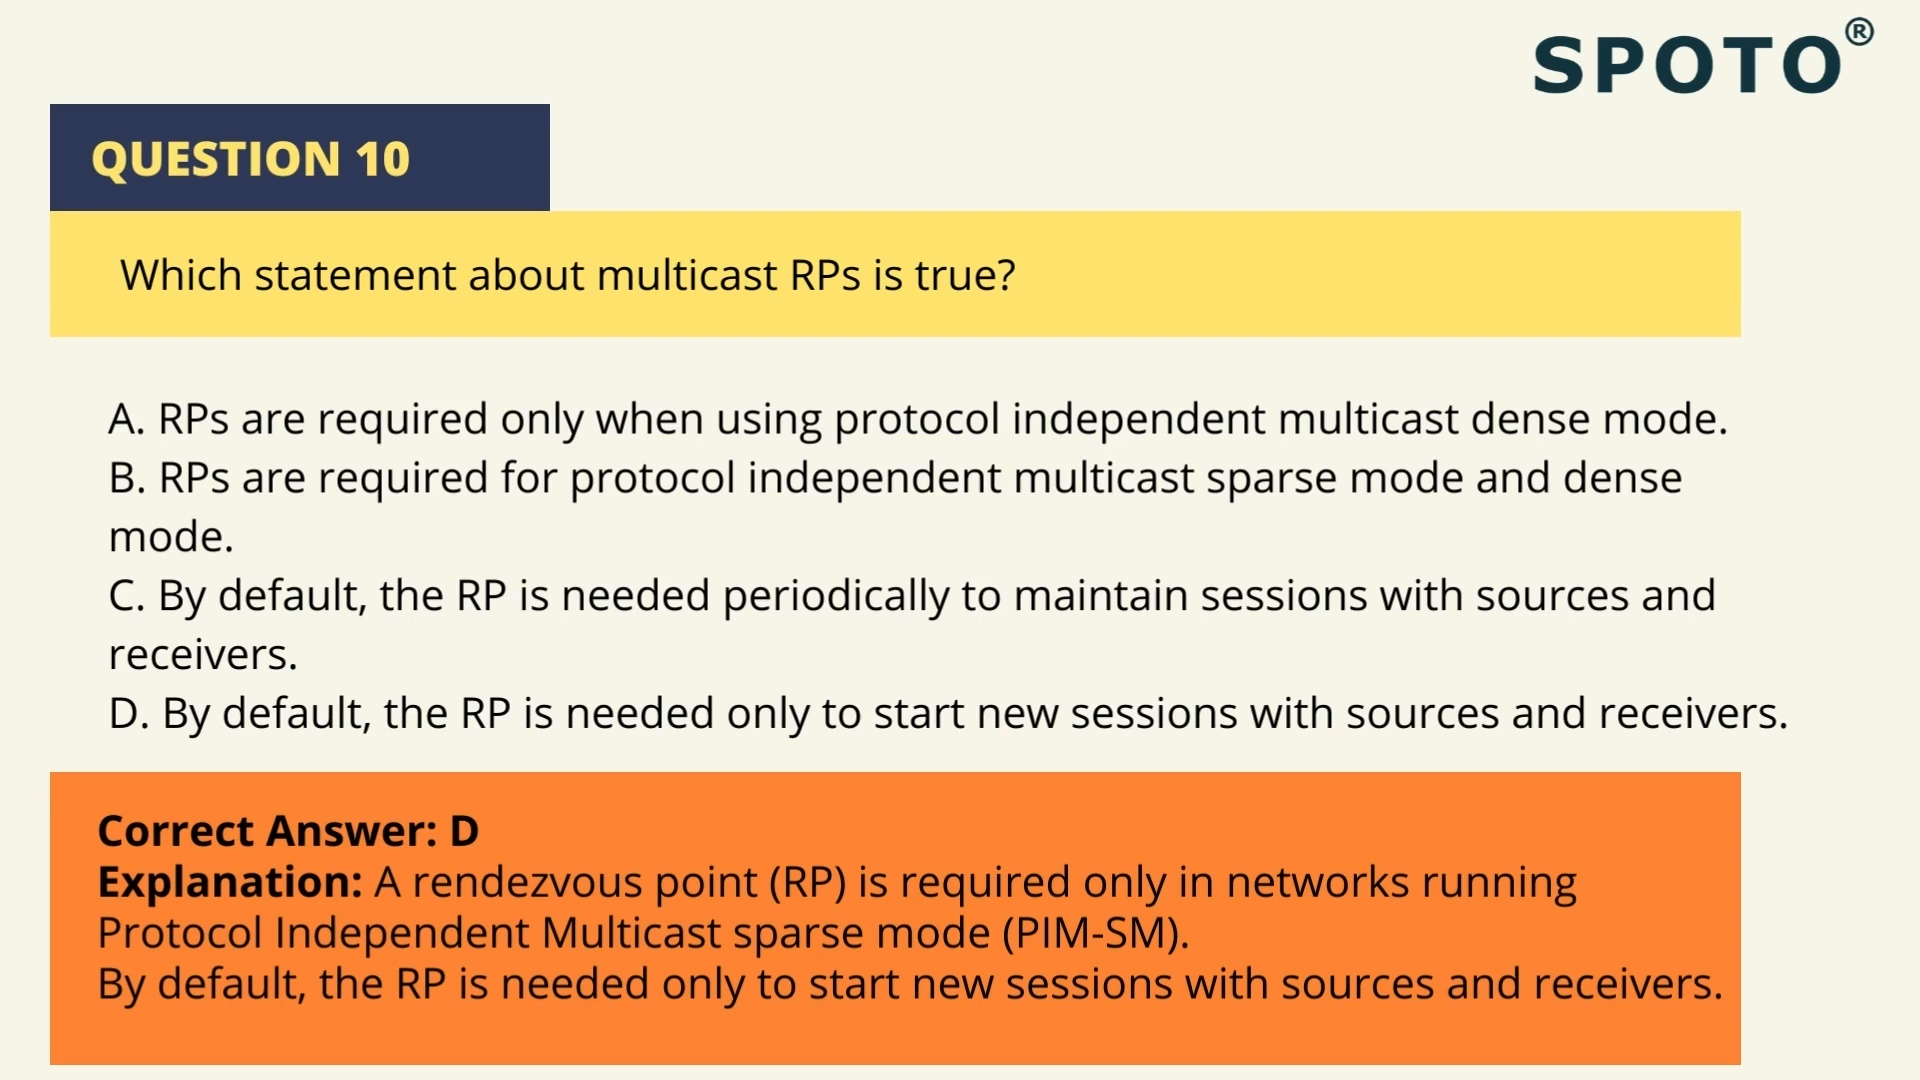 SPOTO®
QUESTION 10
Which statement about multicast RPs is true?
A. RPs are required only when using protocol independent multicast dense mode.
B. RPs are required for protocol independent multicast sparse mode and dense
mode.
C. By default, the RP is needed periodically to maintain sessions with sources and
receivers.
D. By default, the RP is needed only to start new sessions with sources and receivers.
Correct Answer: D
Explanation: A rendezvous point (RP) is required only in networks running
Protocol Independent Multicast sparse mode (PIM-SM).
By default, the RP is needed only to start new sessions with sources and receivers.